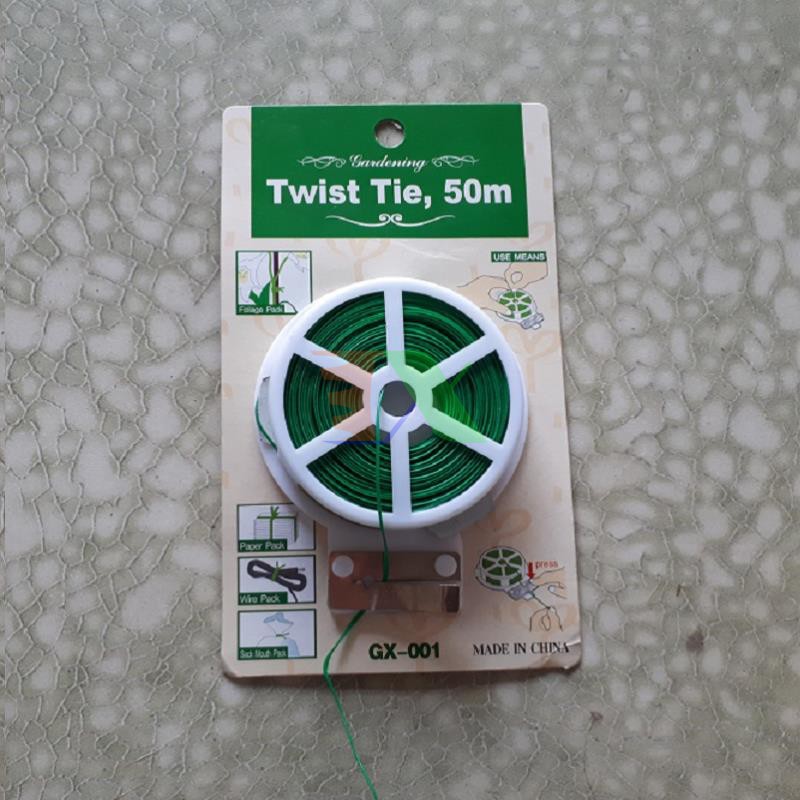 Gardening
Twist Tie, 50m
USE MEANS
Foliage Pack
Paper Pack
press
Wire Pack
Sack Mouth Pack
GX-001
MADE IN CHINA